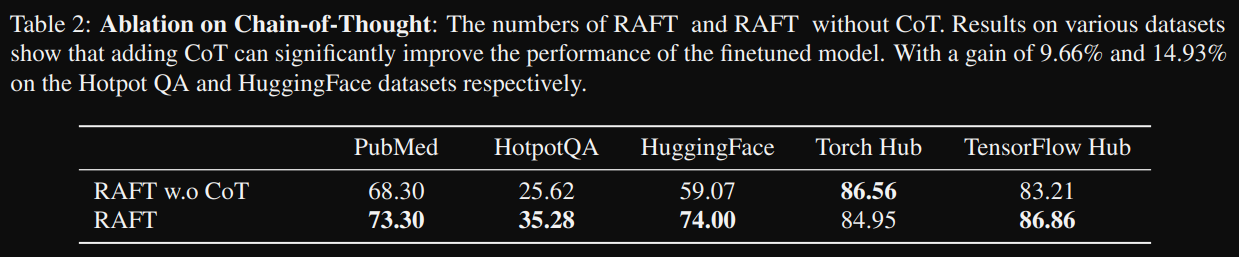 Table 2: Ablation on Chain-of-Thought: The numbers of RAFT and RAFT without CoT. Results on various datasets
show that adding CoT can significantly improve the performance of the finetuned model. With a gain of 9.66% and 14.93%
on the Hotpot QA and HuggingFace datasets respectively.
PubMed HotpotQA HuggingFace Torch Hub TensorFlow Hub
RAFT w.o CoT 68.30 25.62 59.07 86.56 83.21
RAFT 73.30 35.28 74.00 84.95 86.86